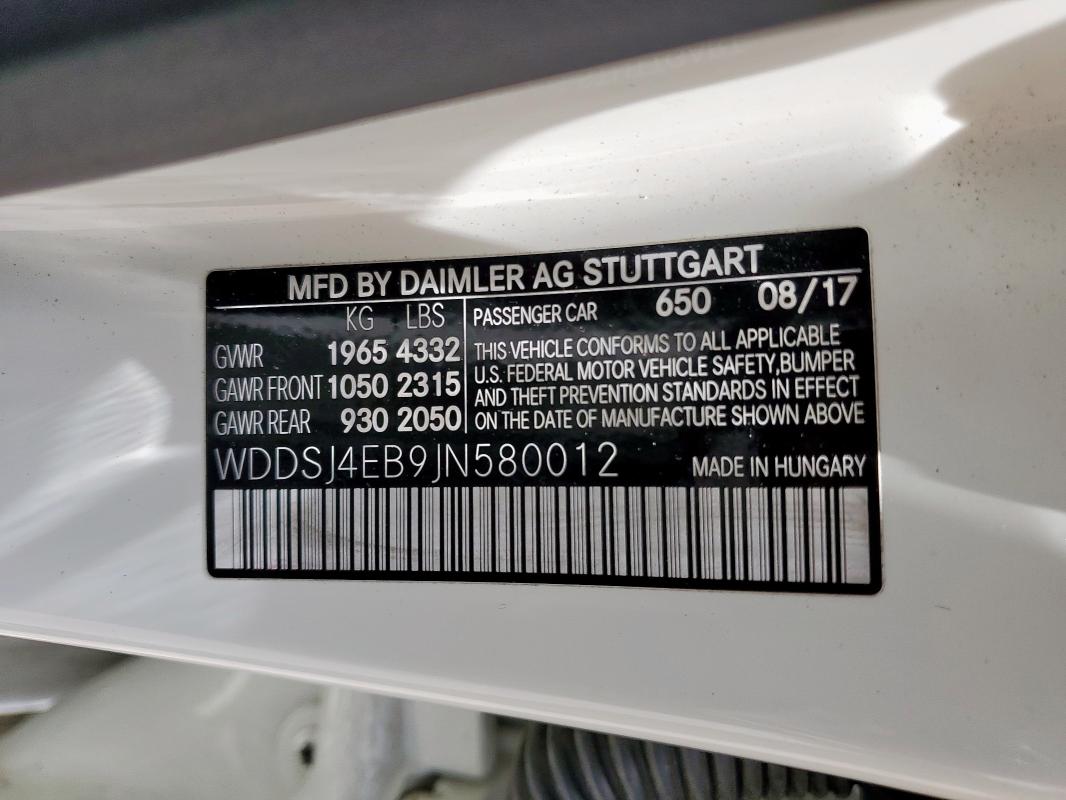 MFD BY DAIMLER AG STUTTGART
KG LBS
GVWR 1965 4332
GAWR FRONT 1050 2315
GAWR REAR 930 2050
PASSENGER CAR 650 08/17
THIS VEHICLE CONFORMS TO ALL APPLICABLE
U.S. FEDERAL MOTOR VEHICLE SAFETY, BUMPER
AND THEFT PREVENTION STANDARDS IN EFFECT
ON THE DATE OF MANUFACTURE SHOWN ABOVE
WDDSJ4EB9JN580012 MADE IN HUNGARY